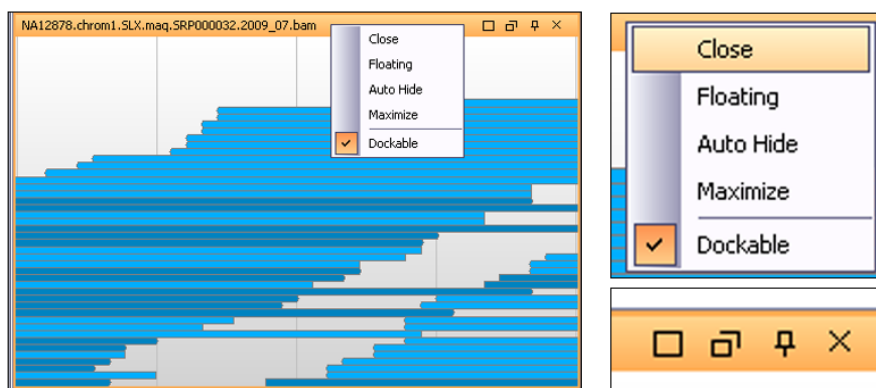 NA12878.chrom1.SLX.maq.SRP000032.2009_07.bam
Close
Floating
Auto Hide
Maximize
Dockable
Close
Floating
Auto Hide
Maximize
Dockable